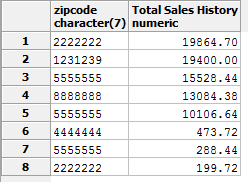 zipcode Total Sales History
character(7) numeric
1 2222222 19864.70
2 1231239 19400.00
3 5555555 15528.44
4 8888888 13084.38
5 5555555 10106.64
6 4444444 473.72
7 5555555 288.44
8 2222222 199.72